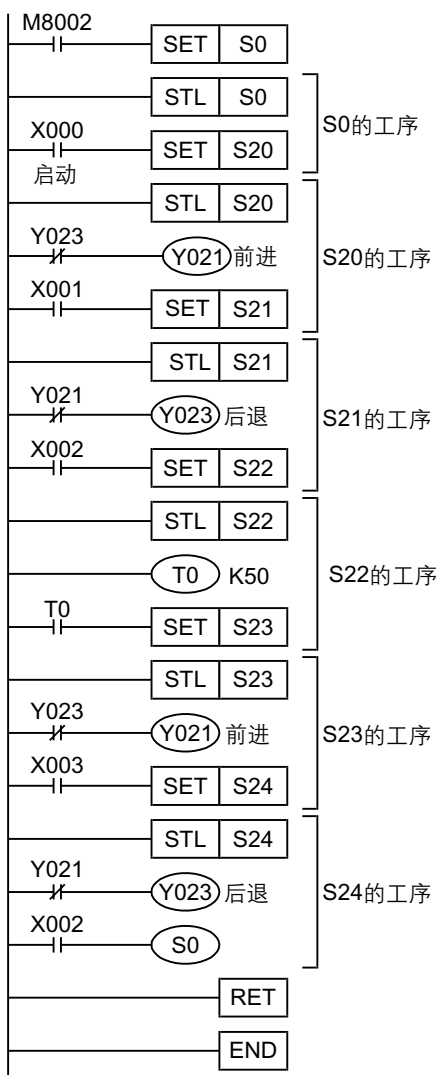 M8002
SET S0
STL S0
X000
SET S20
启动
S0的工序
STL S20
Y023
Y021 前进
X001
SET S21
S20的工序
STL S21
Y021
Y023 后退
X002
SET S22
S21的工序
STL S22
T0 K50
T0
SET S23
S22的工序
STL S23
Y023
Y021 前进
X003
SET S24
S23的工序
STL S24
Y021
Y023 后退
X002
S0
S24的工序
RET
END